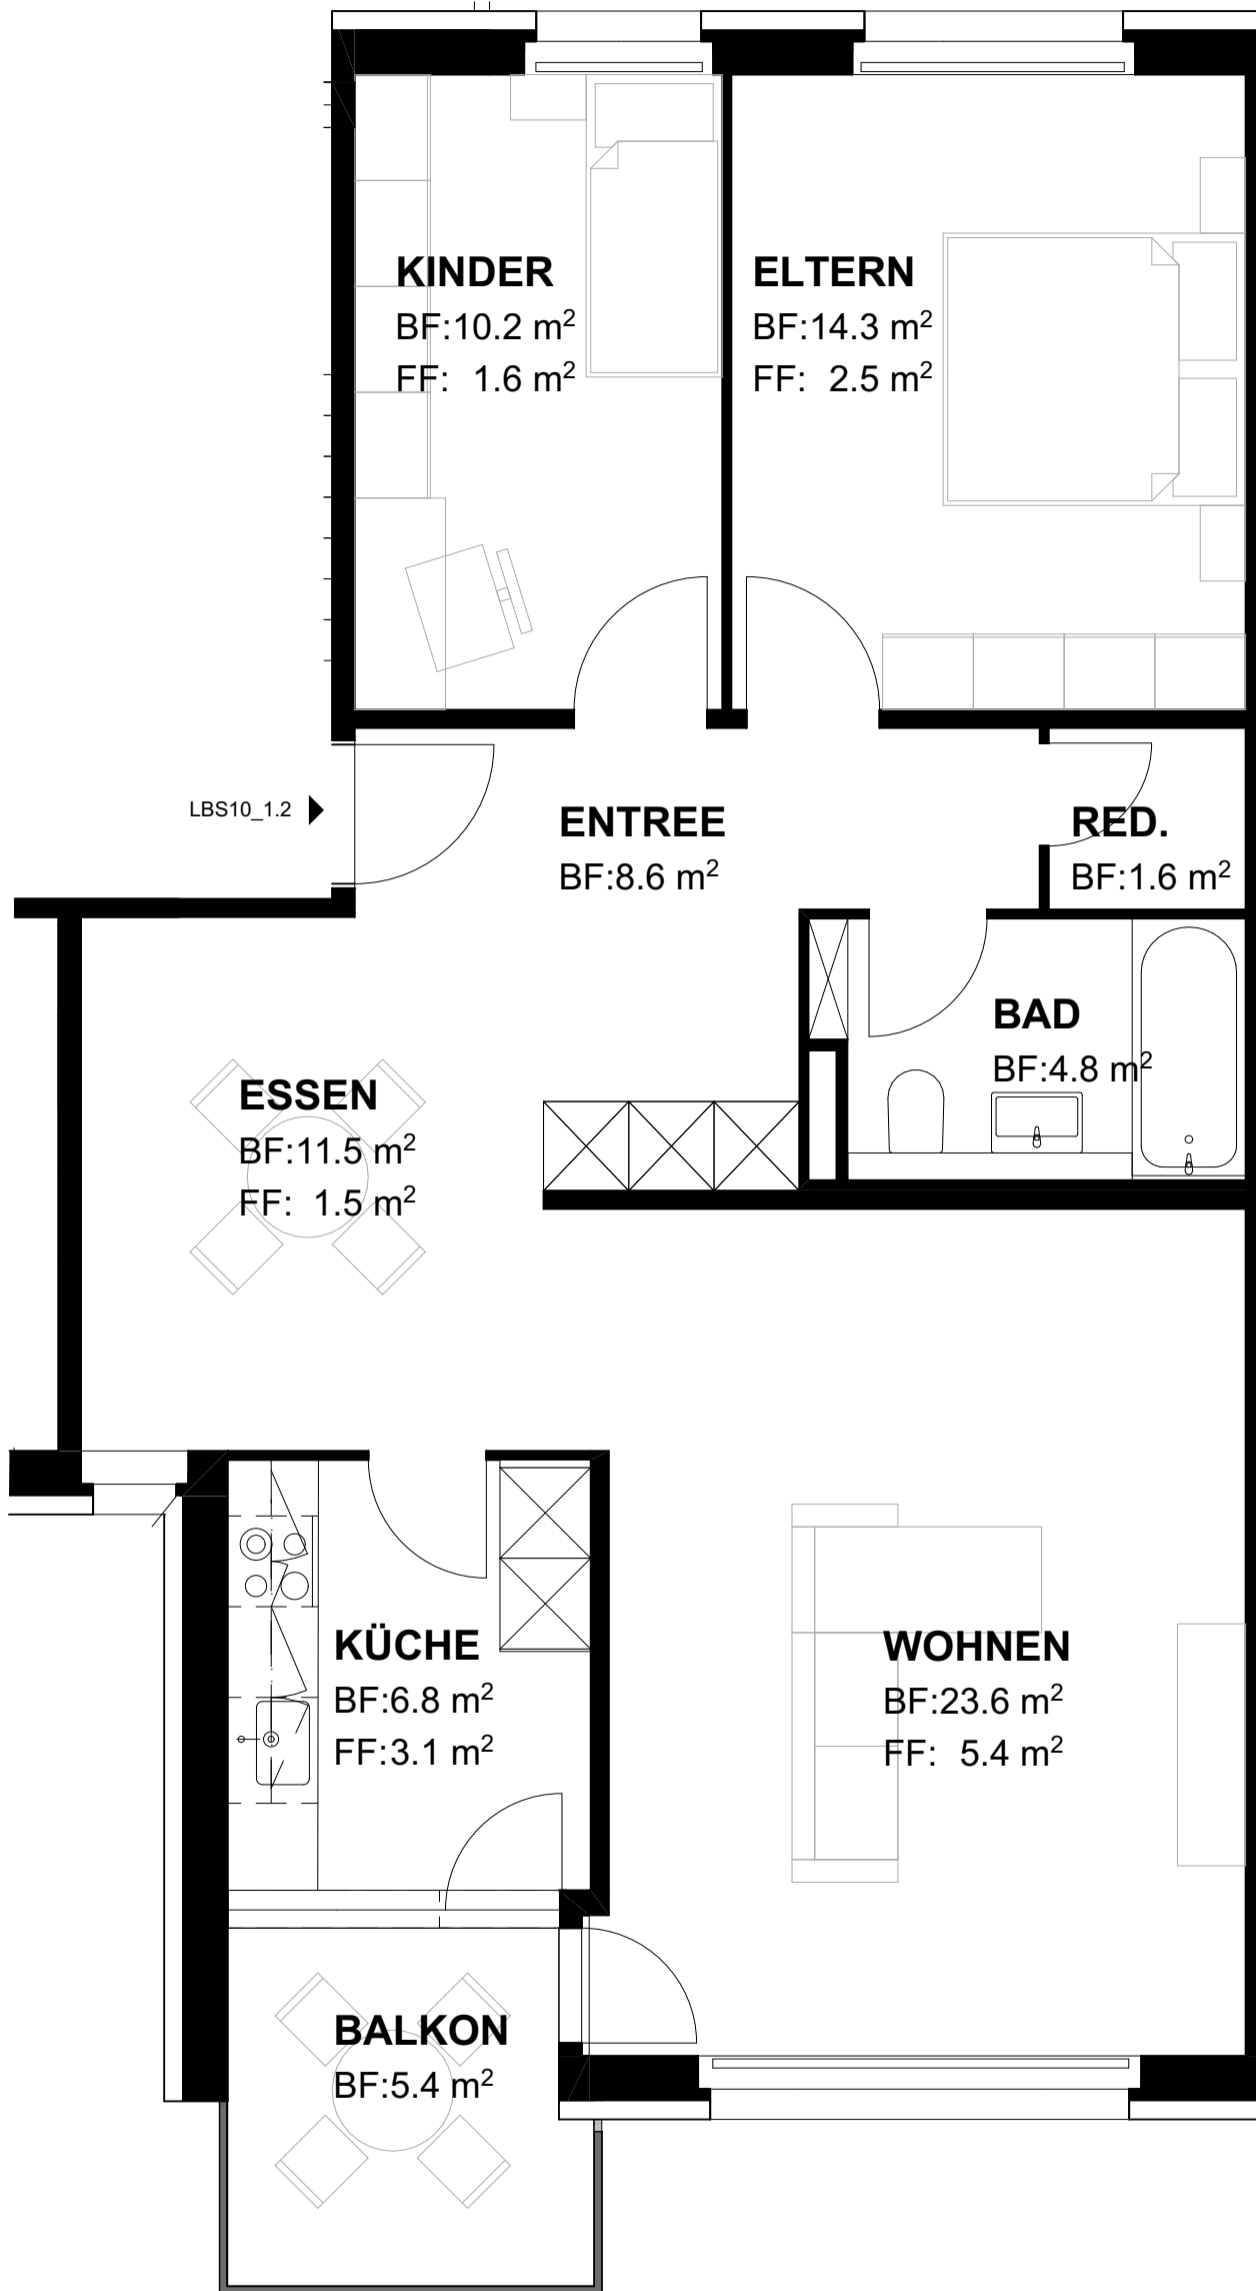 KINDER
BF:10.2 m²
FF: 1.6 m²
ELTERN
BF:14.3 m²
FF: 2.5 m²
LBS10_1.2
ENTREE
BF:8.6 m²
RED.
BF:1.6 m²
BAD
BF:4.8 m²
ESSEN
BF:11.5 m²
FF: 1.5 m²
KÜCHE
BF:6.8 m²
FF:3.1 m²
WOHNEN
BF:23.6 m²
FF: 5.4 m²
BALKON
BF:5.4 m²